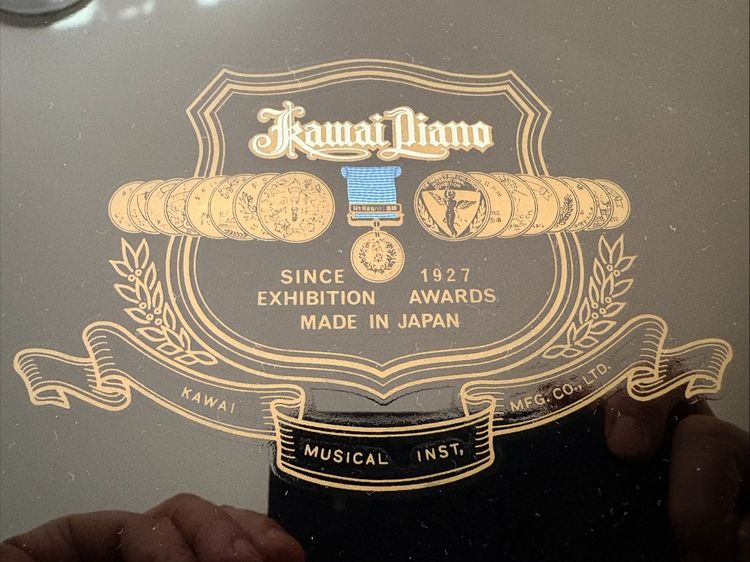 Kawai Piano
SINCE 1927
EXHIBITION AWARDS
MADE IN JAPAN
KAWAI MUSICAL INST, MFG. CO., LTD.